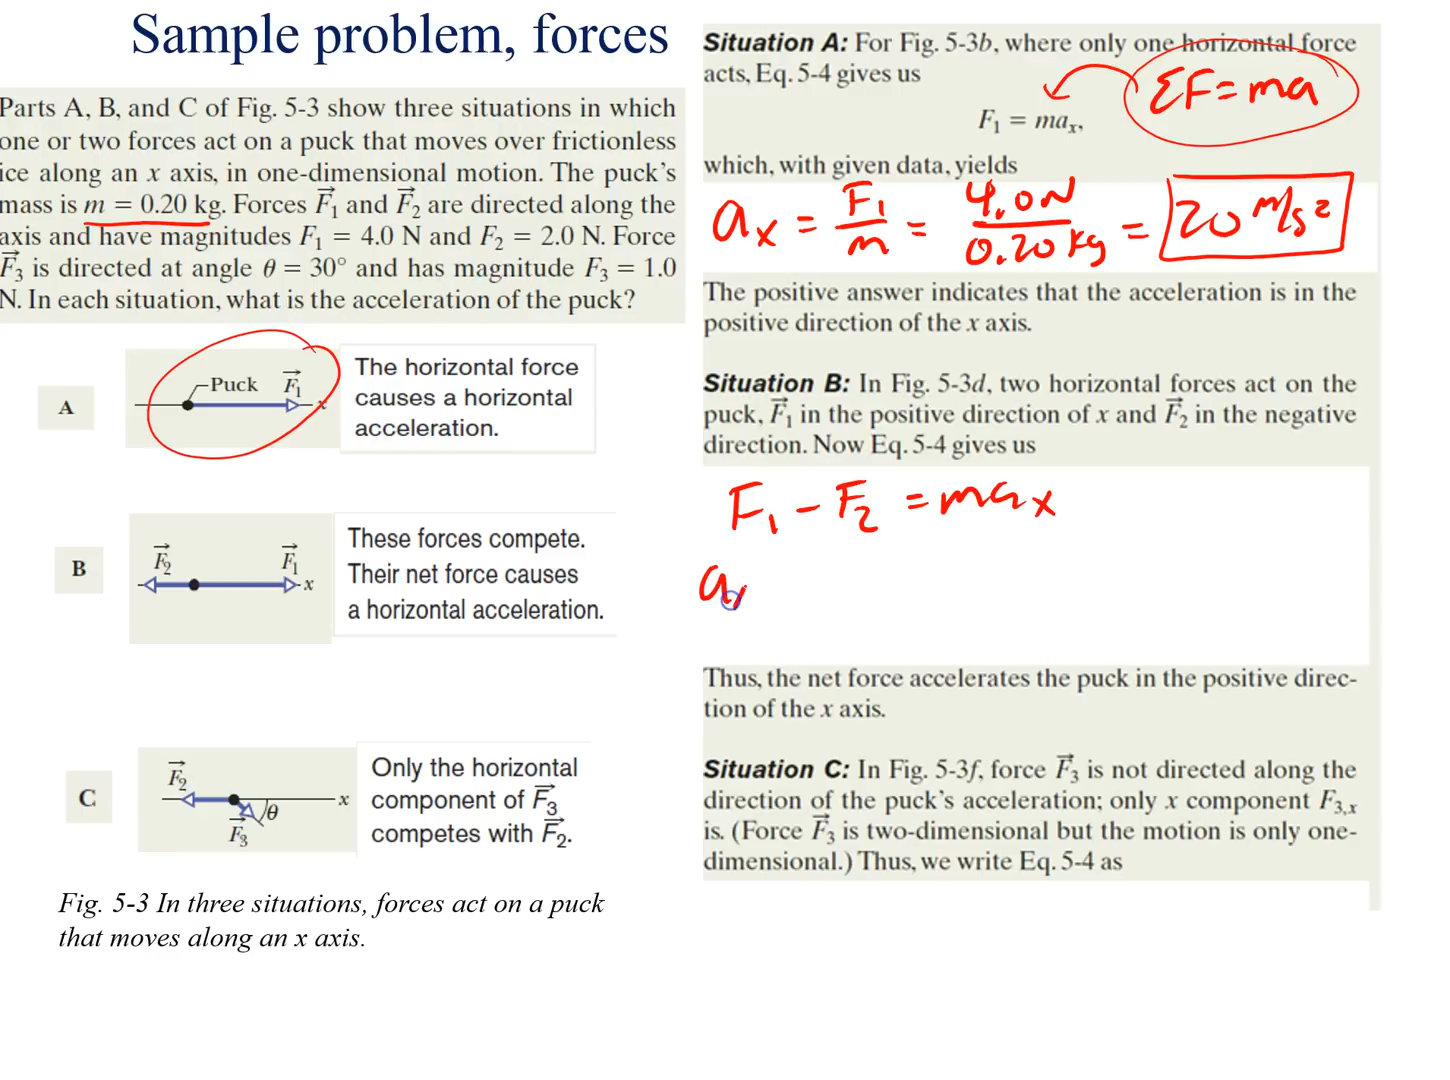 Sample problem, forces
Parts A, B, and C of Fig. 5-3 show three situations in which
one or two forces act on a puck that moves over frictionless
ice along an x axis, in one-dimensional motion. The puck's
mass is m = 0.20 kg. Forces F⃗₁ and F⃗₂ are directed along the
axis and have magnitudes F₁ = 4.0 N and F₂ = 2.0 N. Force
F⃗₃ is directed at angle θ = 30° and has magnitude F₃ = 1.0
N. In each situation, what is the acceleration of the puck?
A
Puck F⃗₁
x
The horizontal force
causes a horizontal
acceleration.
B
F⃗₂ F⃗₁
x
These forces compete.
Their net force causes
a horizontal acceleration.
C
F⃗₂
x
θ
F⃗₃
Only the horizontal
component of F⃗₃
competes with F⃗₂.
Fig. 5-3 In three situations, forces act on a puck
that moves along an x axis.
Situation A: For Fig. 5-3b, where only one horizontal force
acts, Eq. 5-4 gives us
ΣF = ma
F₁ = maₓ,
which, with given data, yields
aₓ = F₁/m = 4.0N/0.20 kg = 20 m/s²
The positive answer indicates that the acceleration is in the
positive direction of the x axis.
Situation B: In Fig. 5-3d, two horizontal forces act on the
puck, F⃗₁ in the positive direction of x and F⃗₂ in the negative
direction. Now Eq. 5-4 gives us
F₁ − F₂ = maₓ
aₓ
Thus, the net force accelerates the puck in the positive direc-
tion of the x axis.
Situation C: In Fig. 5-3f, force F⃗₃ is not directed along the
direction of the puck's acceleration; only x component F₃,ₓ
is. (Force F⃗₃ is two-dimensional but the motion is only one-
dimensional.) Thus, we write Eq. 5-4 as